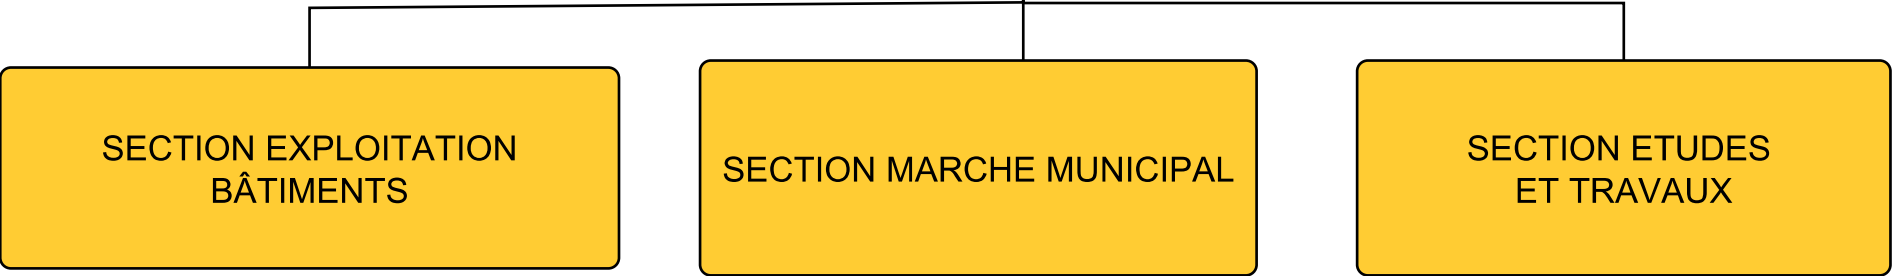 SECTION EXPLOITATION
BÂTIMENTS
SECTION MARCHE MUNICIPAL
SECTION ETUDES
ET TRAVAUX